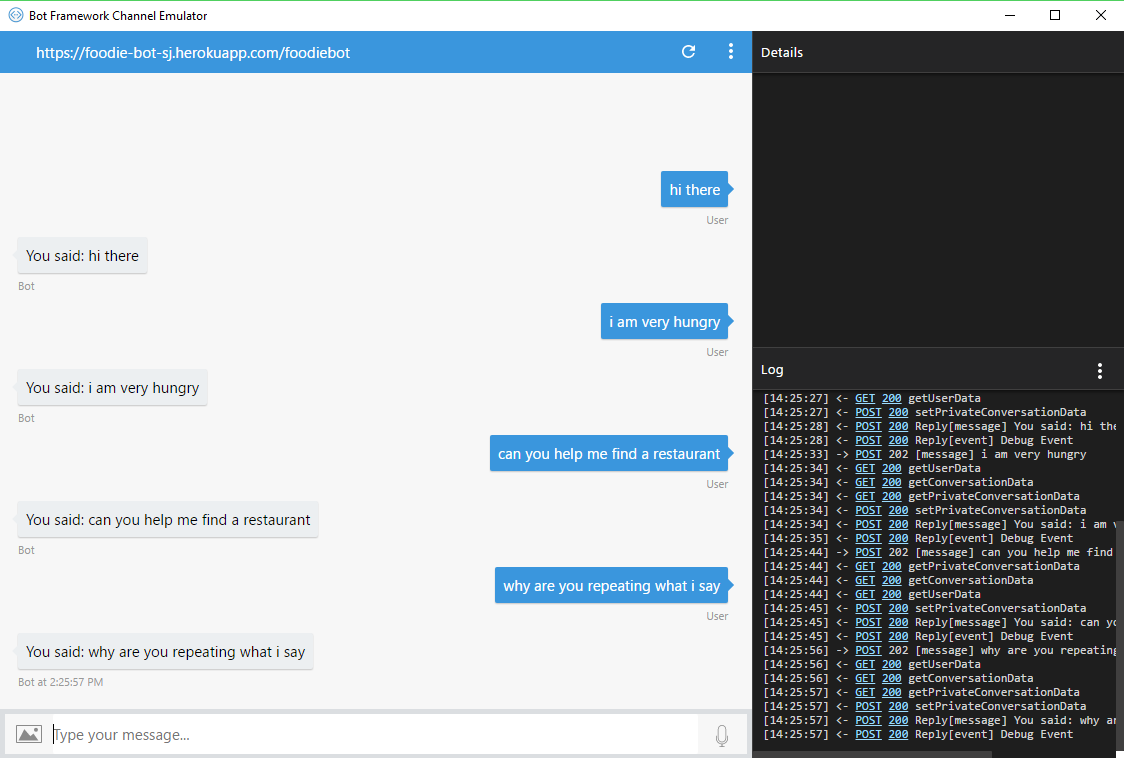 Bot Framework Channel Emulator
https://foodie-bot-sj.herokuapp.com/foodiebot
hi there
User
You said: hi there
Bot
i am very hungry
User
You said: i am very hungry
Bot
can you help me find a restaurant
User
You said: can you help me find a restaurant
Bot
why are you repeating what i say
User
You said: why are you repeating what i say
Bot at 2:25:57 PM
Type your message...
Details
Log
[14:25:27] <- GET 200 getUserData
[14:25:27] <- POST 200 setPrivateConversationData
[14:25:28] <- POST 200 Reply[message] You said: hi the
[14:25:28] <- POST 200 Reply[event] Debug Event
[14:25:33] -> POST 202 [message] i am very hungry
[14:25:34] <- GET 200 getUserData
[14:25:34] <- GET 200 getConversationData
[14:25:34] <- GET 200 getPrivateConversationData
[14:25:34] <- POST 200 setPrivateConversationData
[14:25:34] <- POST 200 Reply[message] You said: i am v
[14:25:35] <- POST 200 Reply[event] Debug Event
[14:25:44] -> POST 202 [message] can you help me find
[14:25:44] <- GET 200 getPrivateConversationData
[14:25:44] <- GET 200 getConversationData
[14:25:44] <- GET 200 getUserData
[14:25:45] <- POST 200 setPrivateConversationData
[14:25:45] <- POST 200 Reply[message] You said: can yo
[14:25:45] <- POST 200 Reply[event] Debug Event
[14:25:56] -> POST 202 [message] why are you repeating
[14:25:56] <- GET 200 getUserData
[14:25:56] <- GET 200 getConversationData
[14:25:57] <- GET 200 getPrivateConversationData
[14:25:57] <- POST 200 setPrivateConversationData
[14:25:57] <- POST 200 Reply[message] You said: why ar
[14:25:57] <- POST 200 Reply[event] Debug Event